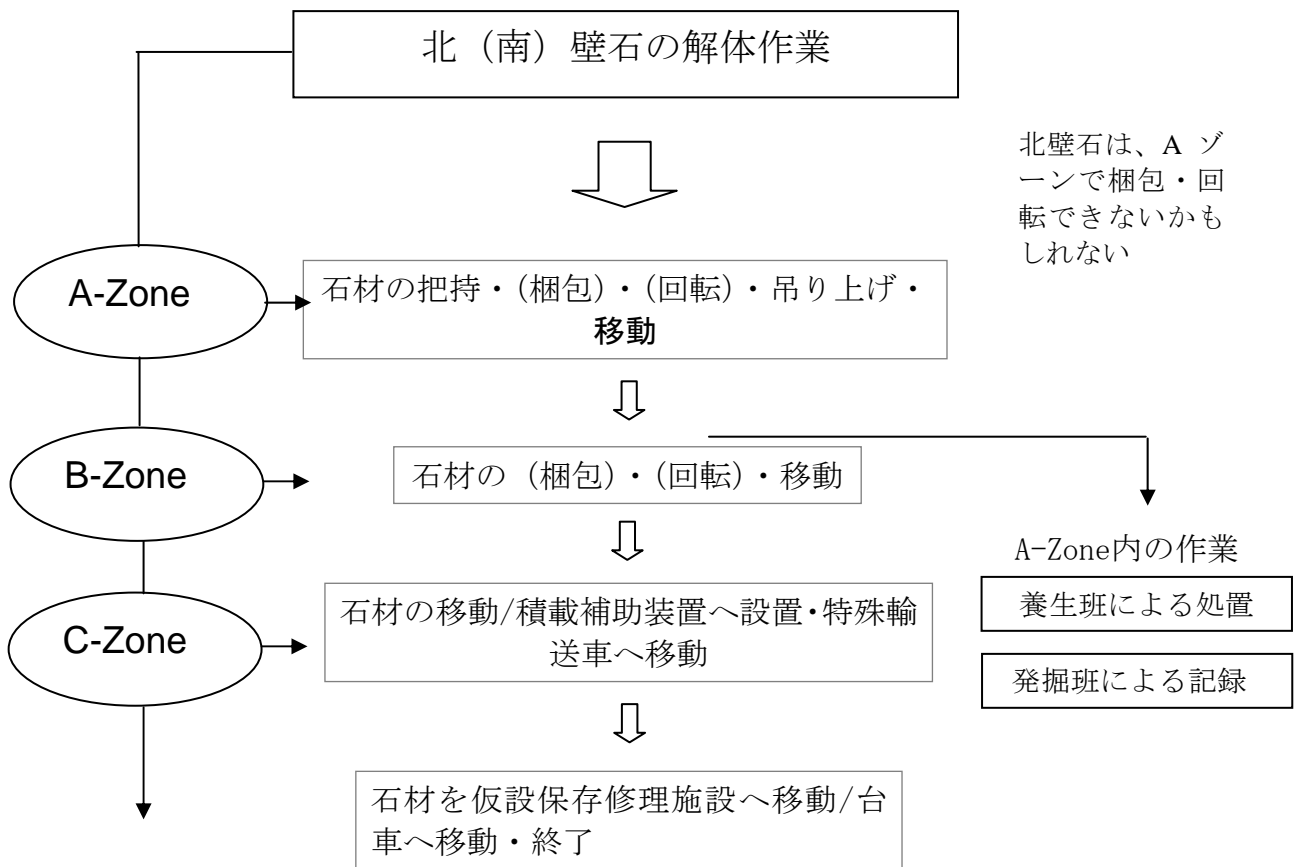 北（南）壁石の解体作業
北壁石は、A ゾ
ーンで梱包・回
転できないかも
しれない
A-Zone
石材の把持・（梱包）・（回転）・吊り上げ・
移動
B-Zone
石材の（梱包）・（回転）・移動
A-Zone内の作業
養生班による処置
発掘班による記録
C-Zone
石材の移動/積載補助装置へ設置・特殊輸
送車へ移動
石材を仮設保存修理施設へ移動/台
車へ移動・終了